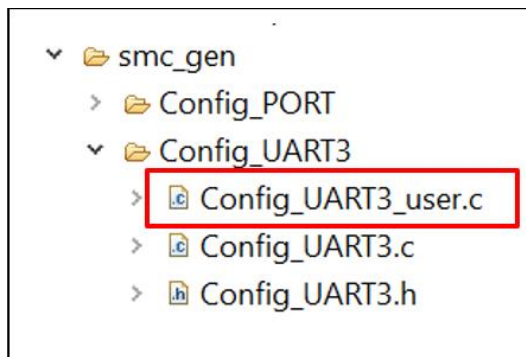 smc_gen
Config_PORT
Config_UART3
.c Config_UART3_user.c
.c Config_UART3.c
.h Config_UART3.h